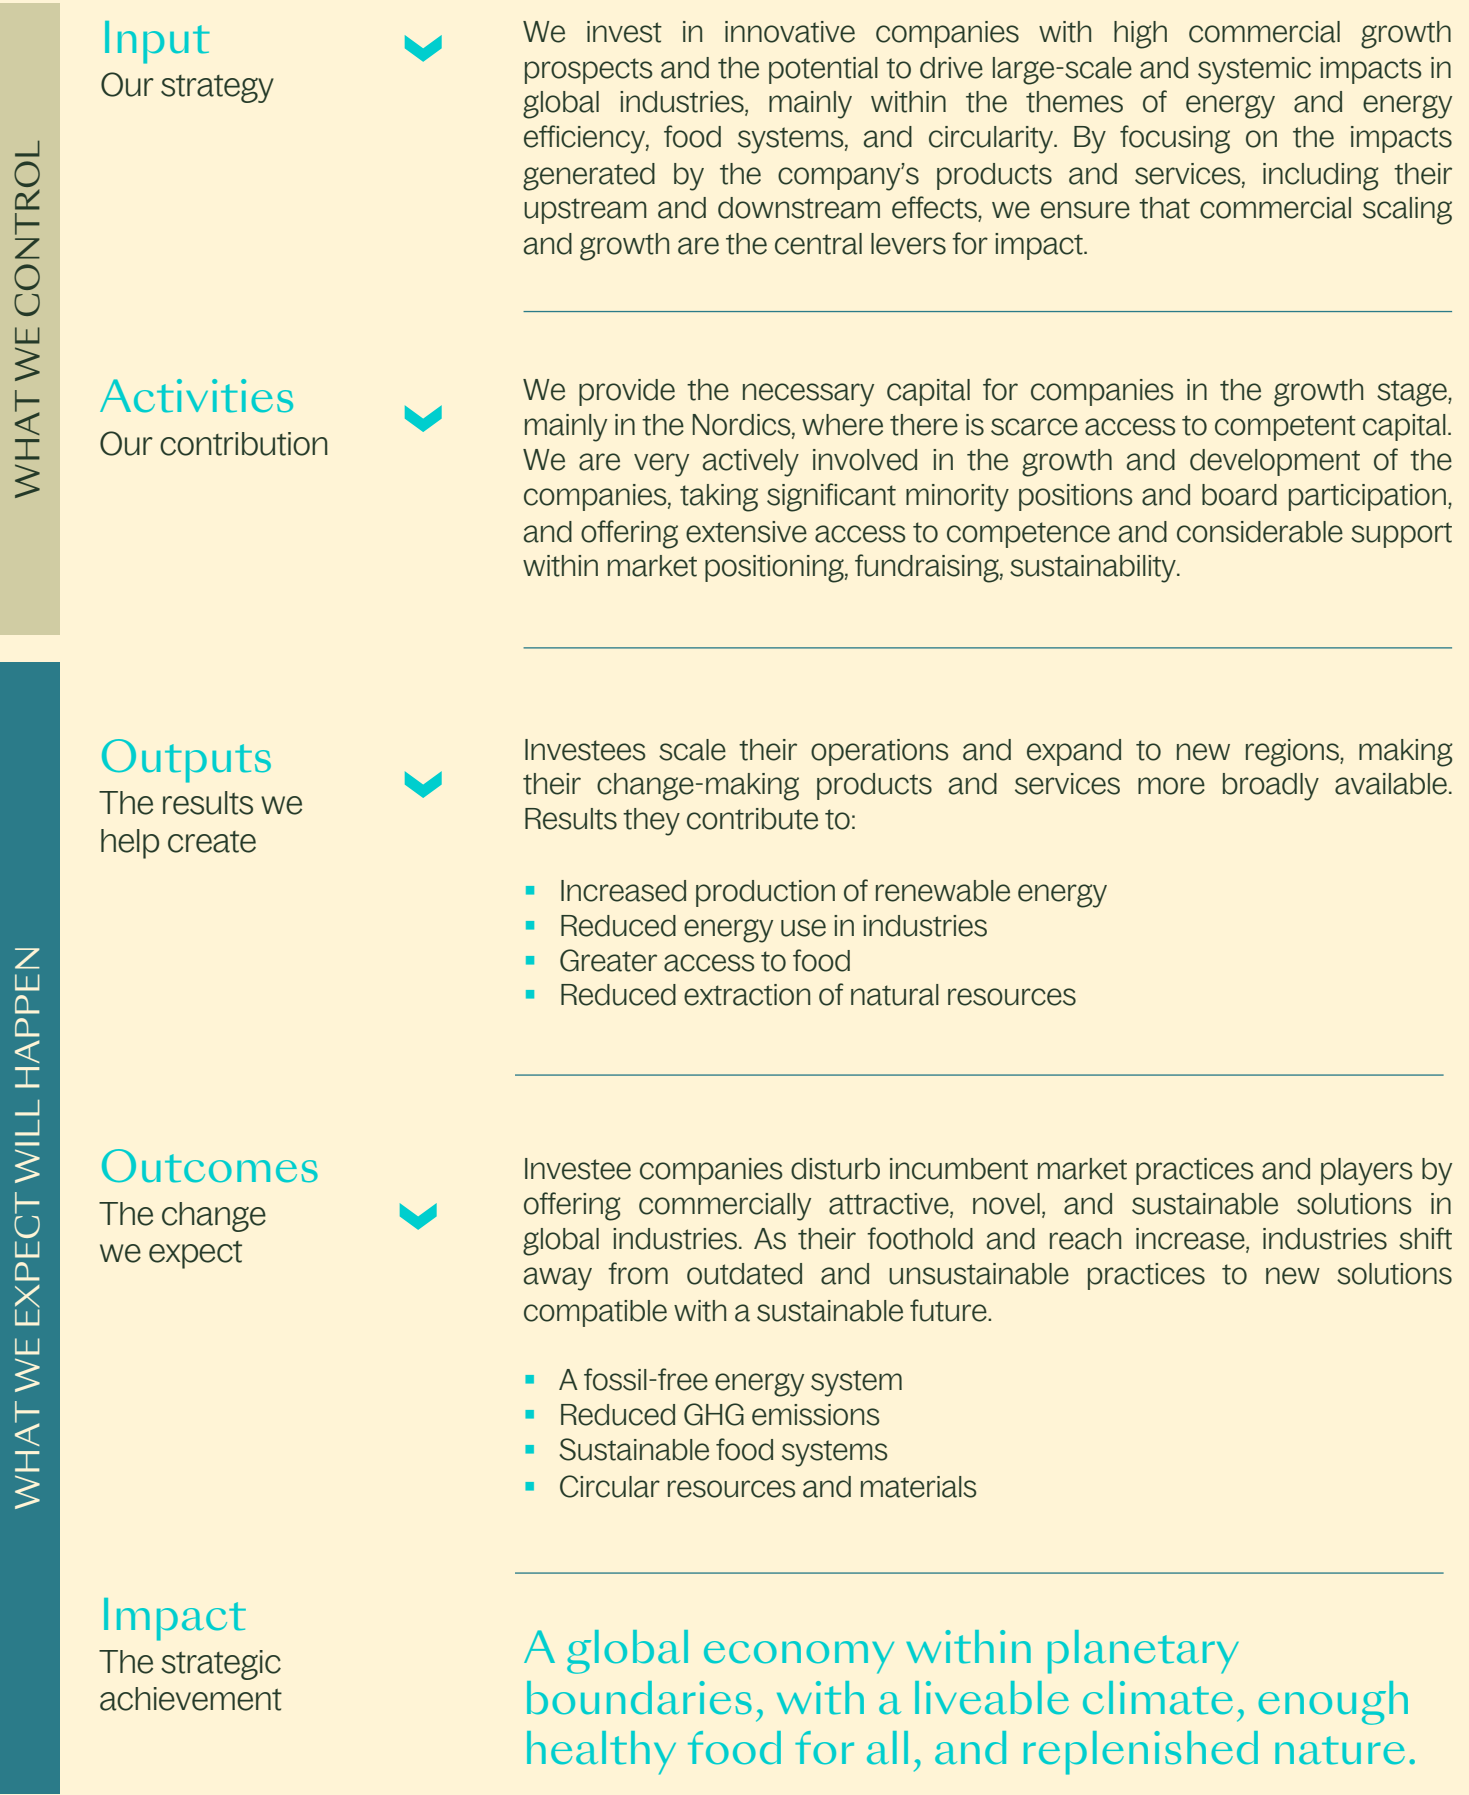 WHAT WE CONTROL
Input
Our strategy
We invest in innovative companies with high commercial growth
prospects and the potential to drive large-scale and systemic impacts in
global industries, mainly within the themes of energy and energy
efficiency, food systems, and circularity. By focusing on the impacts
generated by the company’s products and services, including their
upstream and downstream effects, we ensure that commercial scaling
and growth are the central levers for impact.
Activities
Our contribution
We provide the necessary capital for companies in the growth stage,
mainly in the Nordics, where there is scarce access to competent capital.
We are very actively involved in the growth and development of the
companies, taking significant minority positions and board participation,
and offering extensive access to competence and considerable support
within market positioning, fundraising, sustainability.
WHAT WE EXPECT WILL HAPPEN
Outputs
The results we
help create
Investees scale their operations and expand to new regions, making
their change-making products and services more broadly available.
Results they contribute to:
▪ Increased production of renewable energy
▪ Reduced energy use in industries
▪ Greater access to food
▪ Reduced extraction of natural resources
Outcomes
The change
we expect
Investee companies disturb incumbent market practices and players by
offering commercially attractive, novel, and sustainable solutions in
global industries. As their foothold and reach increase, industries shift
away from outdated and unsustainable practices to new solutions
compatible with a sustainable future.
▪ A fossil-free energy system
▪ Reduced GHG emissions
▪ Sustainable food systems
▪ Circular resources and materials
Impact
The strategic
achievement
A global economy within planetary
boundaries, with a liveable climate, enough
healthy food for all, and replenished nature.